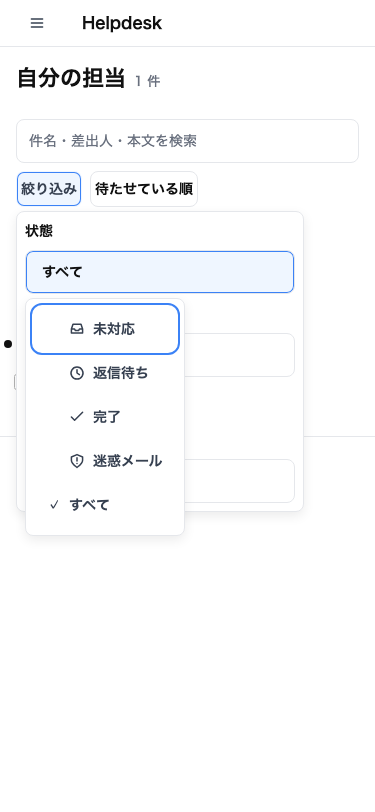 Helpdesk
自分の担当 1 件
件名・差出人・本文を検索
絞り込み 待たせている順
状態
すべて
未対応
返信待ち
完了
迷惑メール
✓ すべて